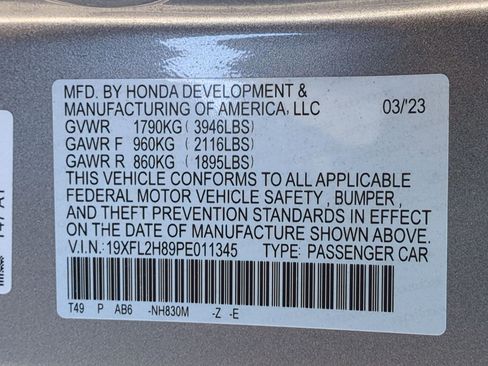 MFD. BY HONDA DEVELOPMENT &
MANUFACTURING OF AMERICA, LLC 03/'23
GVWR 1790KG (3946LBS)
GAWR F 960KG (2116LBS)
GAWR R 860KG (1895LBS)
THIS VEHICLE CONFORMS TO ALL APPLICABLE
FEDERAL MOTOR VEHICLE SAFETY , BUMPER ,
AND THEFT PREVENTION STANDARDS IN EFFECT
ON THE DATE OF MANUFACTURE SHOWN ABOVE.
V.I.N.: 19XFL2H89PE011345 TYPE: PASSENGER CAR
T49 P AB6 -NH830M -Z -E